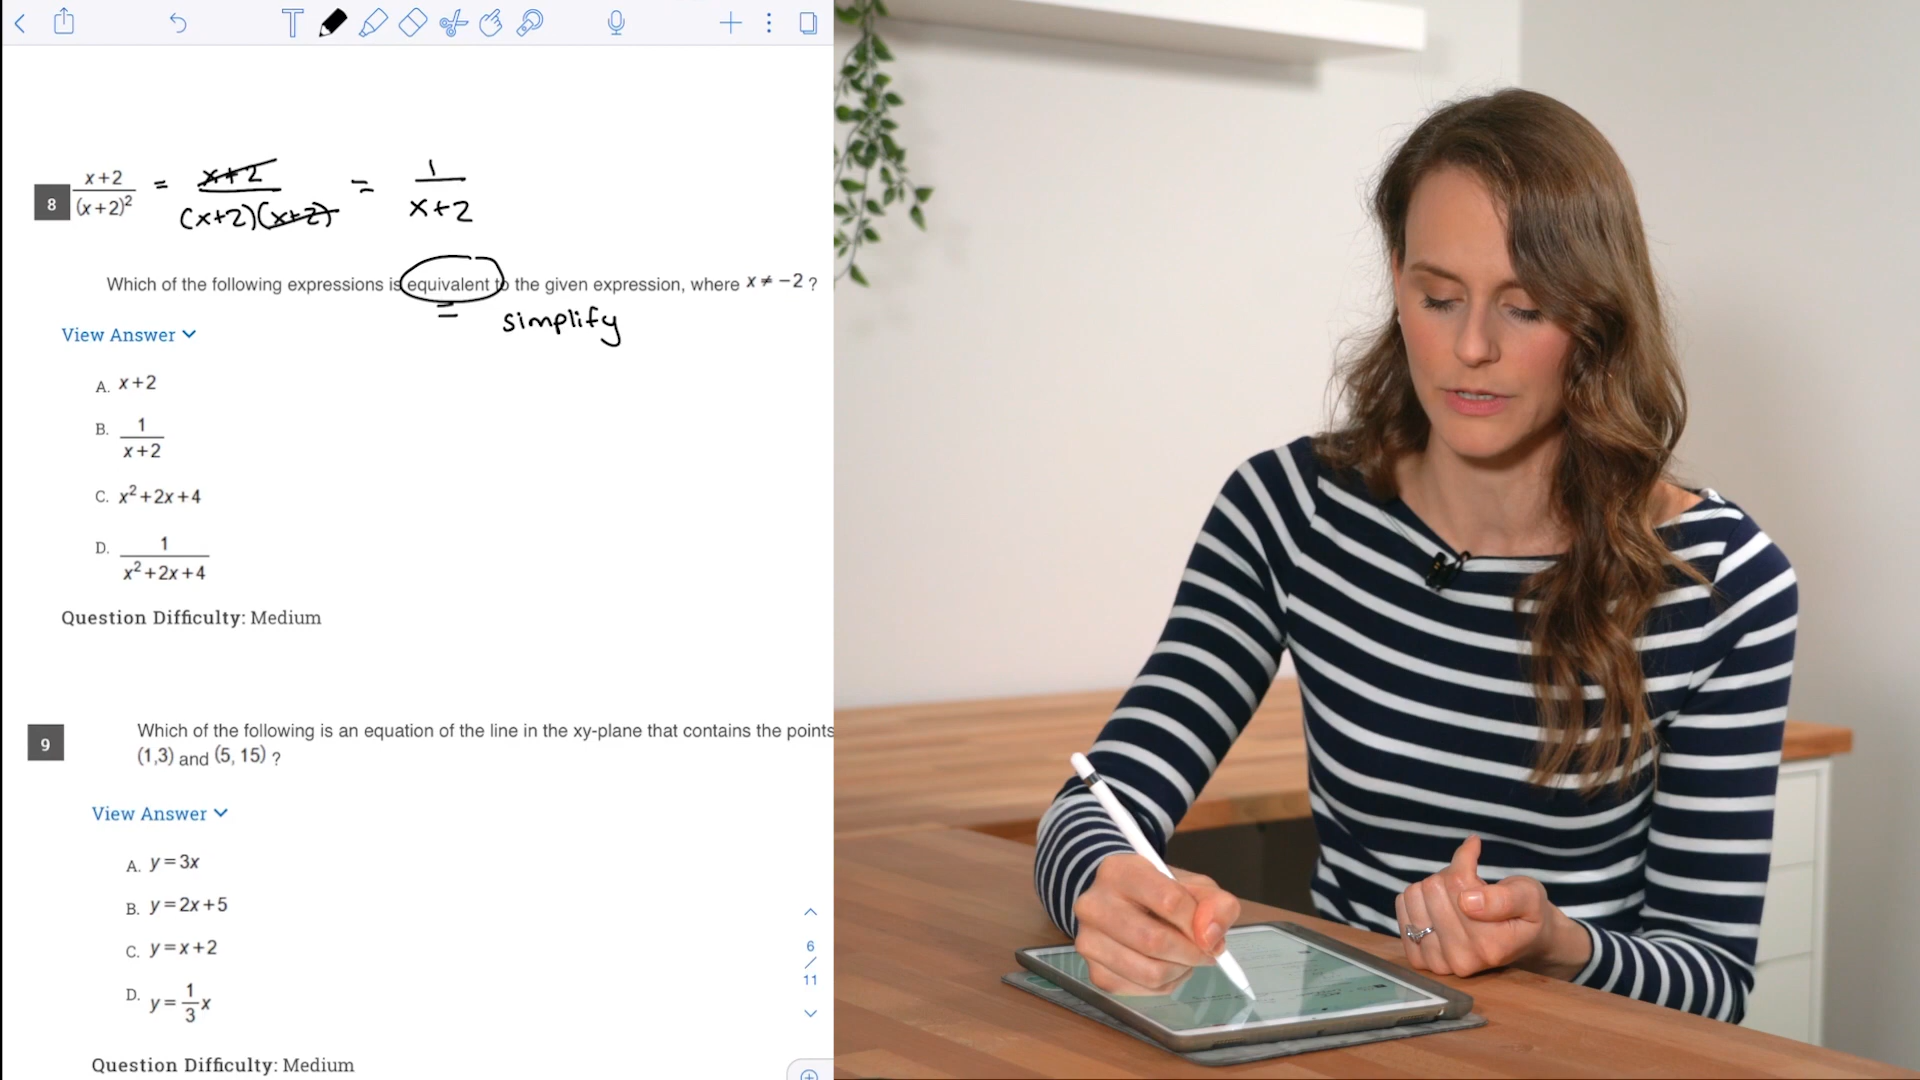 8 x+2/(x+2)² = x+2/(x+2)(x+2) = 1/x+2
Which of the following expressions is equivalent to the given expression, where x ≠ −2 ?
= simplify
View Answer
A. x+2
B. 1/x+2
C. x²+2x+4
D. 1/x²+2x+4
Question Difficulty: Medium
9 Which of the following is an equation of the line in the xy-plane that contains the points
(1,3) and (5, 15) ?
View Answer
A. y=3x
B. y=2x+5
C. y=x+2
D. y=1/3x
6
/
11
Question Difficulty: Medium